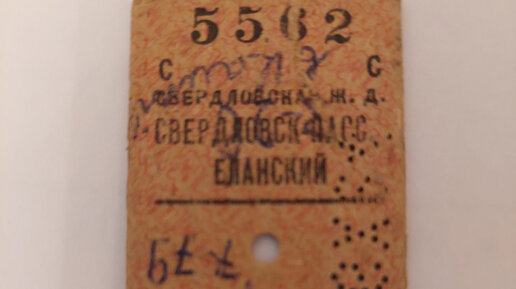 5562
С С
СВЕРДЛОВСКАЯ Ж. Д.
СВЕРДЛОВСК-ПАСС.
ЕЛАНСКИЙ